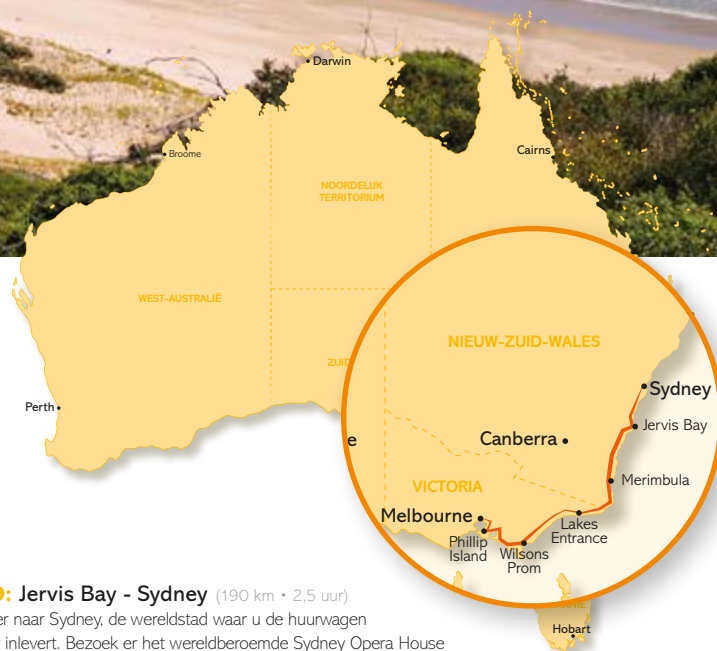 Darwin
Broome
Cairns
NOORDELIJK
TERRITORIUM
WEST-AUSTRALIË
NIEUW-ZUID-WALES
ZUID
Sydney
Perth
Jervis Bay
e
Canberra
Merimbula
VICTORIA
Melbourne
Lakes
Entrance
Phillip
Island
Wilsons
Prom
: Jervis Bay - Sydney (190 km • 2,5 uur)
er naar Sydney, de wereldstad waar u de huurwagen
inlevert. Bezoek er het wereldberoemde Sydney Opera House
Hobart